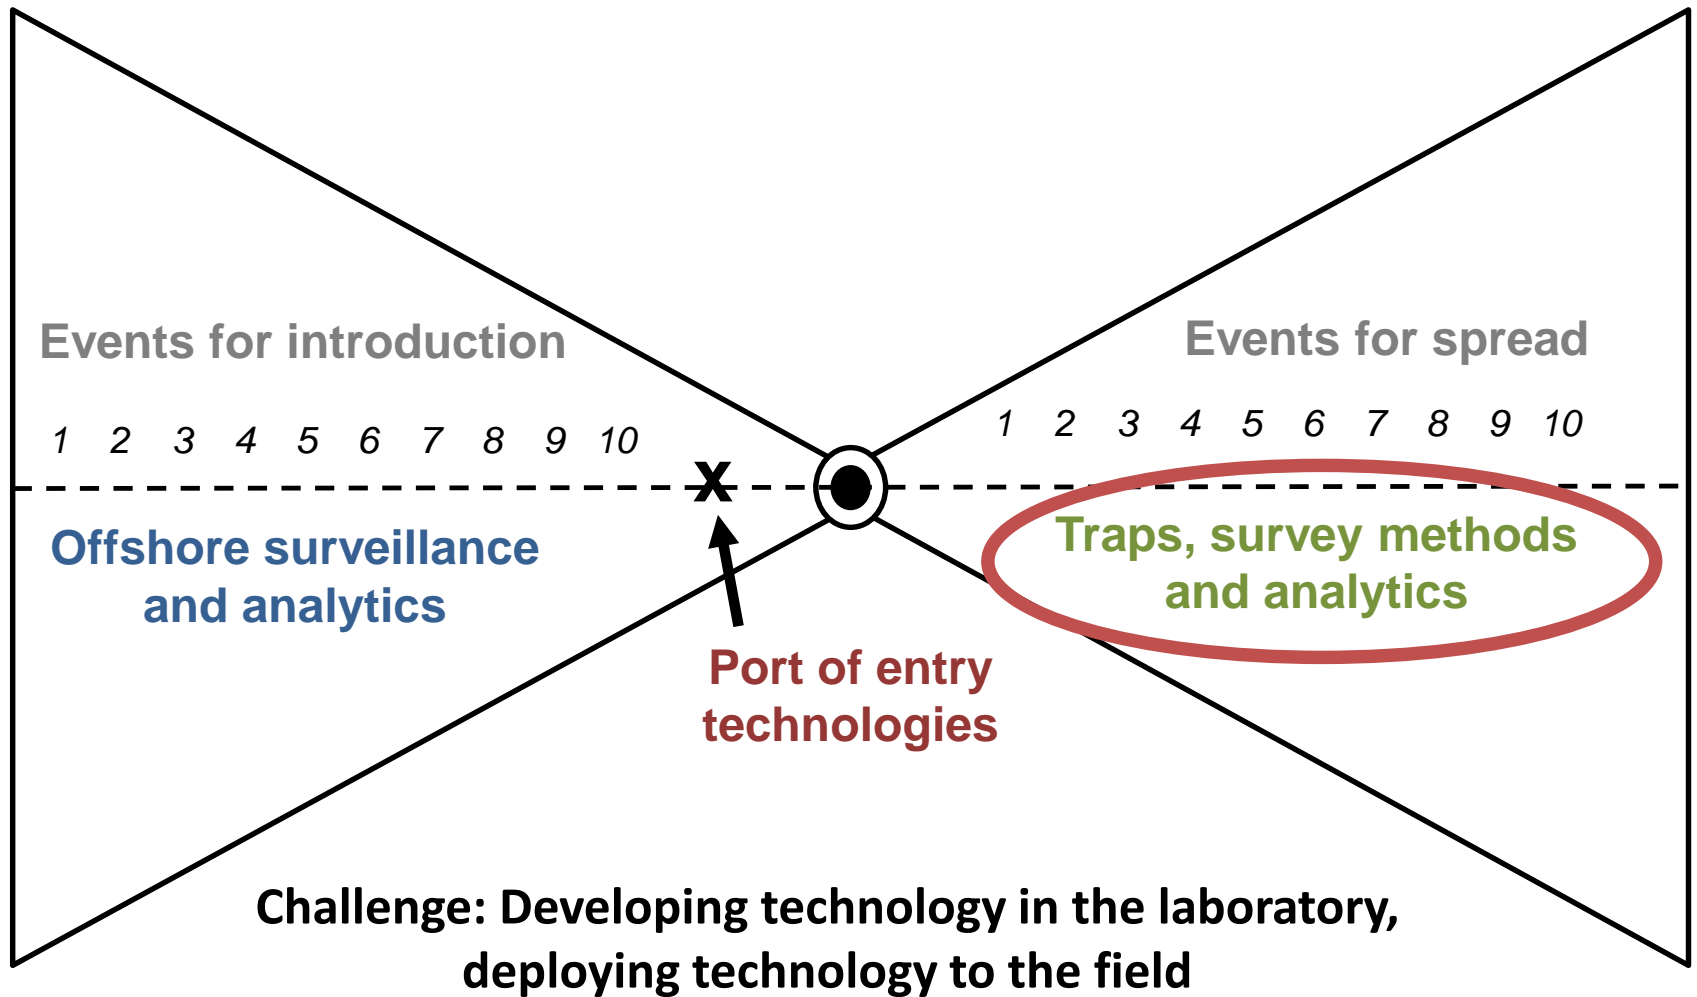 Events for introduction
Events for spread
1 2 3 4 5 6 7 8 9 10
1 2 3 4 5 6 7 8 9 10
X
Offshore surveillance
and analytics
Traps, survey methods
and analytics
Port of entry
technologies
Challenge: Developing technology in the laboratory,
deploying technology to the field